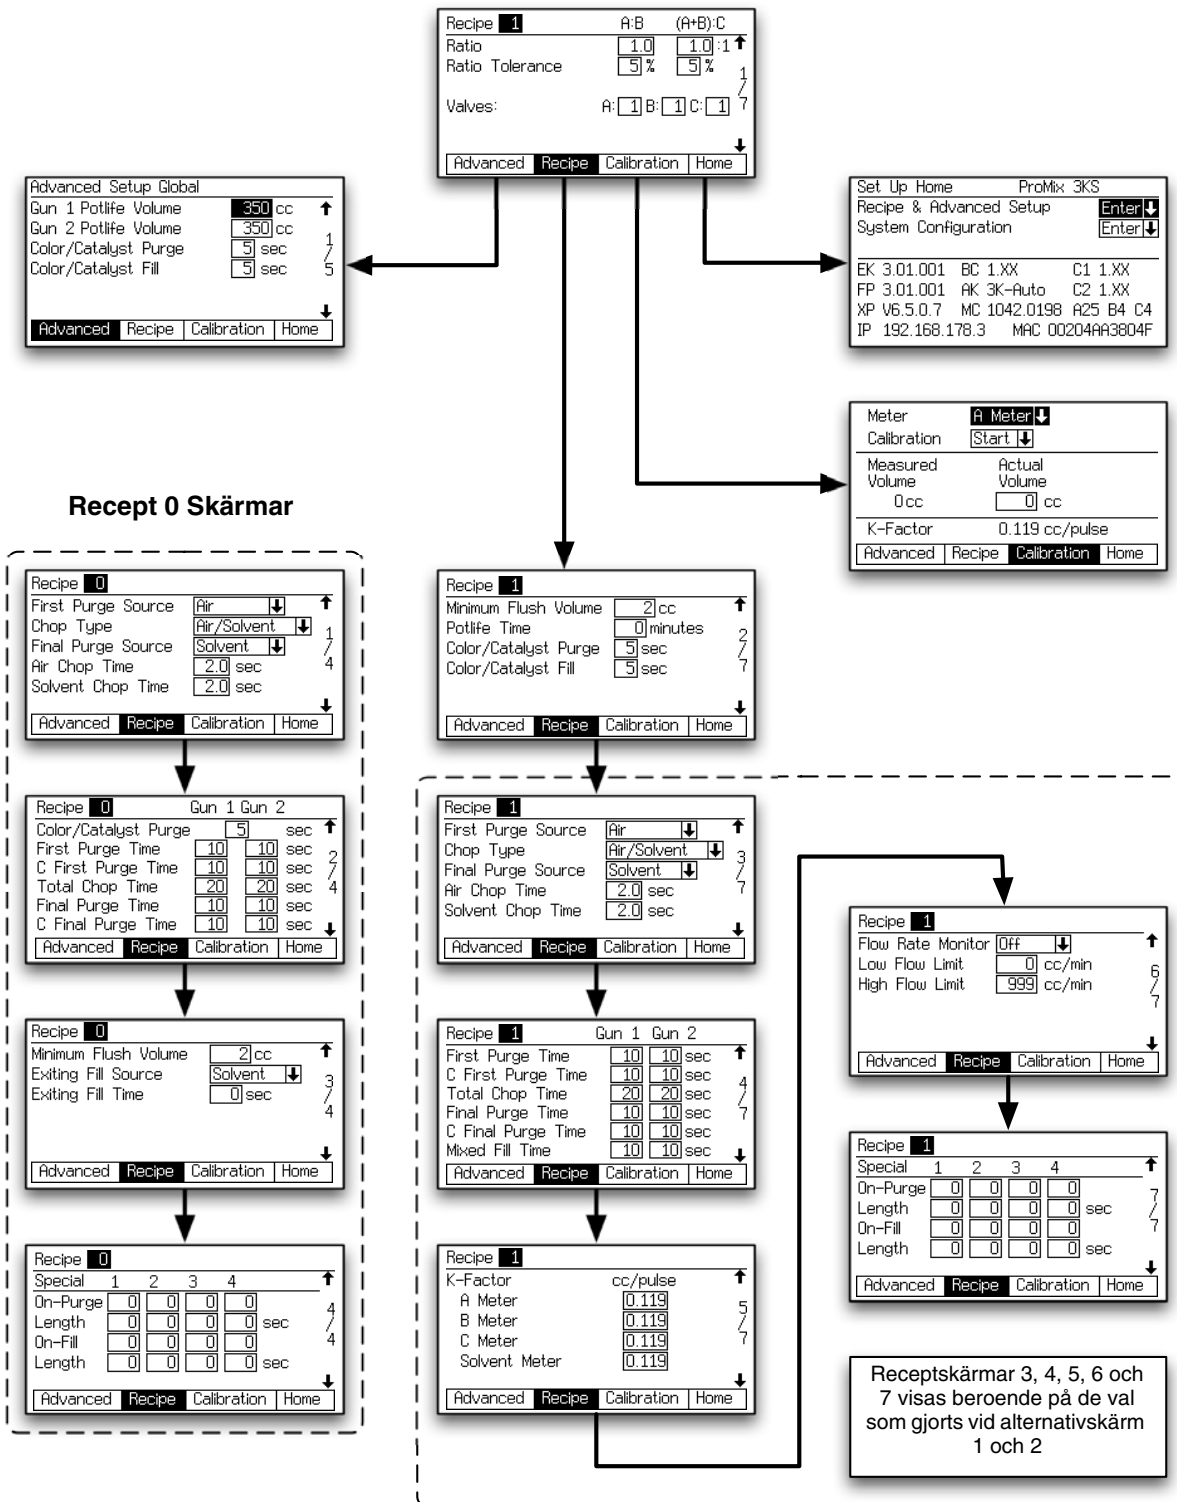 Recipe 1 A:B (A+B):C
Ratio 1.0 1.0 :1
Ratio Tolerance 5 % 5 %
1/7
Valves: A: 1 B: 1 C: 1
Advanced Recipe Calibration Home
Advanced Setup Global
Gun 1 Potlife Volume 350 cc
Gun 2 Potlife Volume 350 cc
Color/Catalyst Purge 5 sec
Color/Catalyst Fill 5 sec
1/5
Advanced Recipe Calibration Home
Set Up Home ProMix 3KS
Recipe & Advanced Setup Enter
System Configuration Enter
EK 3.01.001 BC 1.XX C1 1.XX
FP 3.01.001 AK 3K-Auto C2 1.XX
XP V6.5.0.7 MC 1042.0198 A25 B4 C4
IP 192.168.178.3 MAC 00204AA3804F
Meter A Meter
Calibration Start
Measured Actual
Volume Volume
0 cc 0 cc
K-Factor 0.119 cc/pulse
Advanced Recipe Calibration Home
Recept 0 Skärmar
Recipe 0
First Purge Source Air
Chop Type Air/Solvent
Final Purge Source Solvent
Air Chop Time 2.0 sec
Solvent Chop Time 2.0 sec
1/4
Advanced Recipe Calibration Home
Recipe 0 Gun 1 Gun 2
Color/Catalyst Purge 5 sec
First Purge Time 10 10 sec
C First Purge Time 10 10 sec
Total Chop Time 20 20 sec
Final Purge Time 10 10 sec
C Final Purge Time 10 10 sec
2/4
Advanced Recipe Calibration Home
Recipe 0
Minimum Flush Volume 2 cc
Exiting Fill Source Solvent
Exiting Fill Time 0 sec
3/4
Advanced Recipe Calibration Home
Recipe 0
Special 1 2 3 4
On-Purge 0 0 0 0
Length 0 0 0 0 sec
On-Fill 0 0 0 0
Length 0 0 0 0 sec
4/4
Advanced Recipe Calibration Home
Recipe 1
Minimum Flush Volume 2 cc
Potlife Time 0 minutes
Color/Catalyst Purge 5 sec
Color/Catalyst Fill 5 sec
2/7
Advanced Recipe Calibration Home
Recipe 1
First Purge Source Air
Chop Type Air/Solvent
Final Purge Source Solvent
Air Chop Time 2.0 sec
Solvent Chop Time 2.0 sec
3/7
Advanced Recipe Calibration Home
Recipe 1 Gun 1 Gun 2
First Purge Time 10 10 sec
C First Purge Time 10 10 sec
Total Chop Time 20 20 sec
Final Purge Time 10 10 sec
C Final Purge Time 10 10 sec
Mixed Fill Time 10 10 sec
4/7
Advanced Recipe Calibration Home
Recipe 1
K-Factor cc/pulse
A Meter 0.119
B Meter 0.119
C Meter 0.119
Solvent Meter 0.119
5/7
Advanced Recipe Calibration Home
Recipe 1
Flow Rate Monitor Off
Low Flow Limit 0 cc/min
High Flow Limit 999 cc/min
6/7
Advanced Recipe Calibration Home
Recipe 1
Special 1 2 3 4
On-Purge 0 0 0 0
Length 0 0 0 0 sec
On-Fill 0 0 0 0
Length 0 0 0 0 sec
7/7
Advanced Recipe Calibration Home
Receptskärmar 3, 4, 5, 6 och
7 visas beroende på de val
som gjorts vid alternativskärm
1 och 2